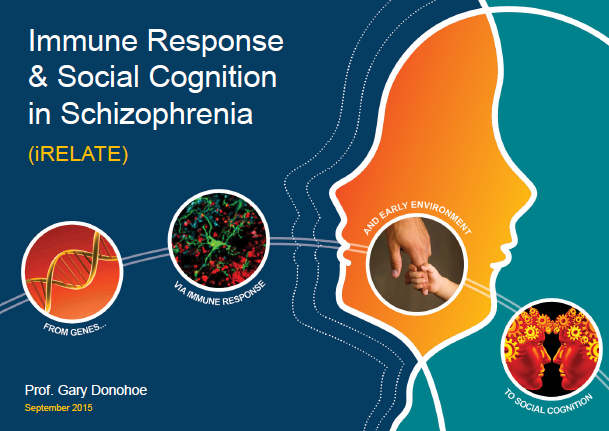 Immune Response
& Social Cognition
in Schizophrenia
(iRELATE)
FROM GENES...
VIA IMMUNE RESPONSE
AND EARLY ENVIRONMENT
TO SOCIAL COGNITION
Prof. Gary Donohoe
September 2015